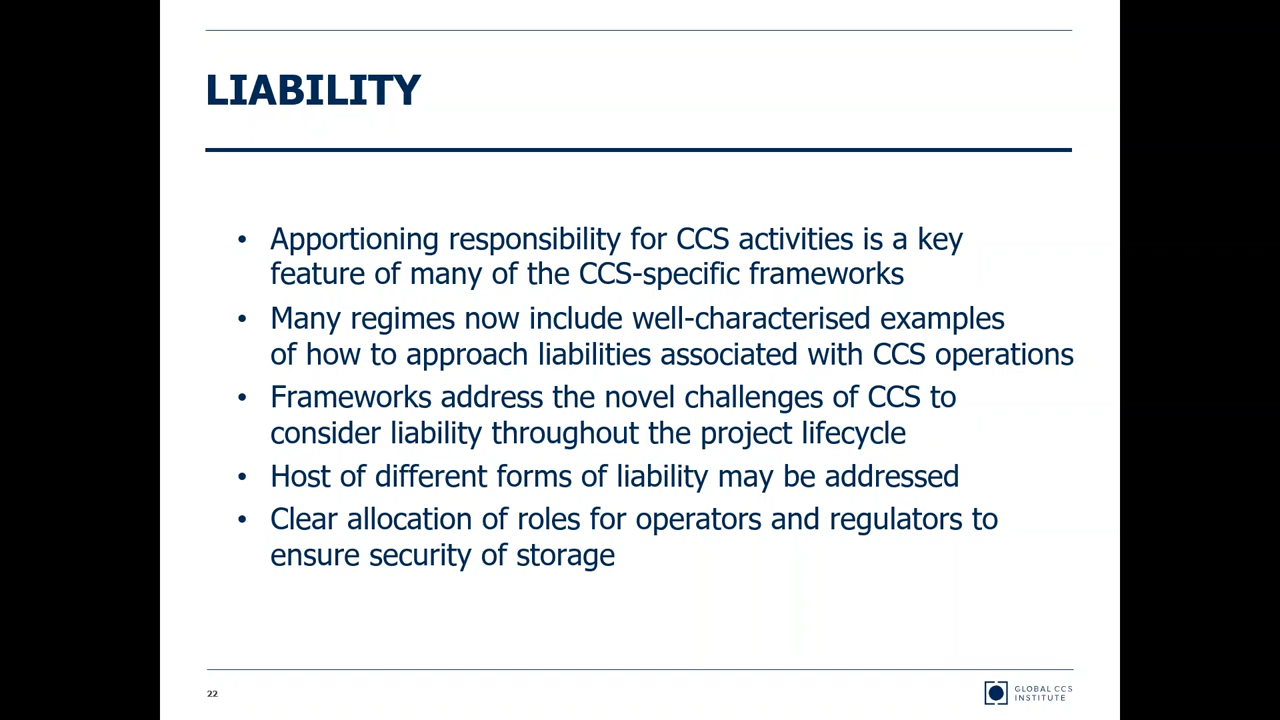 LIABILITY
• Apportioning responsibility for CCS activities is a key
feature of many of the CCS-specific frameworks
• Many regimes now include well-characterised examples
of how to approach liabilities associated with CCS operations
• Frameworks address the novel challenges of CCS to
consider liability throughout the project lifecycle
• Host of different forms of liability may be addressed
• Clear allocation of roles for operators and regulators to
ensure security of storage
22
GLOBAL CCS
INSTITUTE